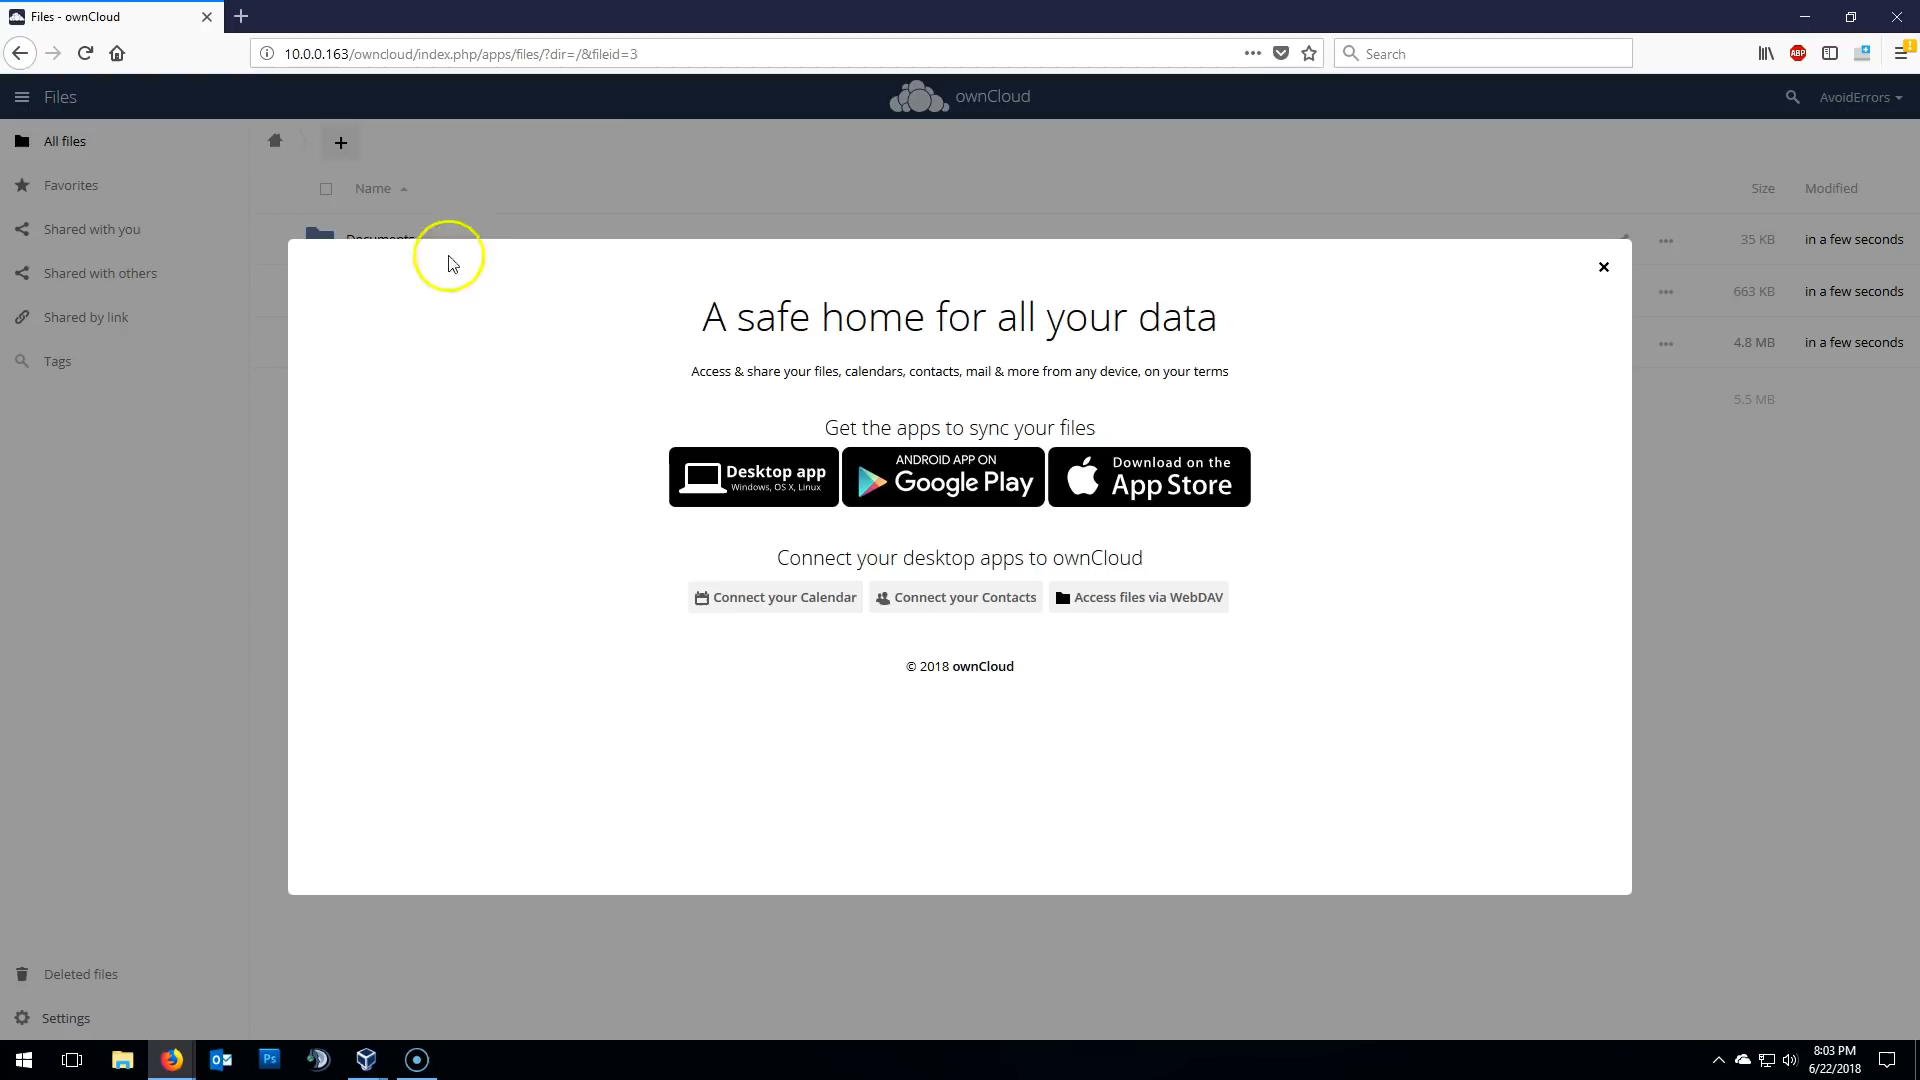 Files - ownCloud
10.0.0.163/owncloud/index.php/apps/files/?dir=/&fileid=3
Search
ABP
Files
ownCloud
AvoidErrors
All files
Favorites
Shared with you
Shared with others
Shared by link
Tags
Name
Size
Modified
Documents
35 KB
in a few seconds
663 KB
in a few seconds
4.8 MB
in a few seconds
5.5 MB
A safe home for all your data
Access & share your files, calendars, contacts, mail & more from any device, on your terms
Get the apps to sync your files
Desktop app
Windows, OS X, Linux
ANDROID APP ON
Google Play
Download on the
App Store
Connect your desktop apps to ownCloud
Connect your Calendar
Connect your Contacts
Access files via WebDAV
© 2018 ownCloud
Deleted files
Settings
Ps
8:03 PM
6/22/2018